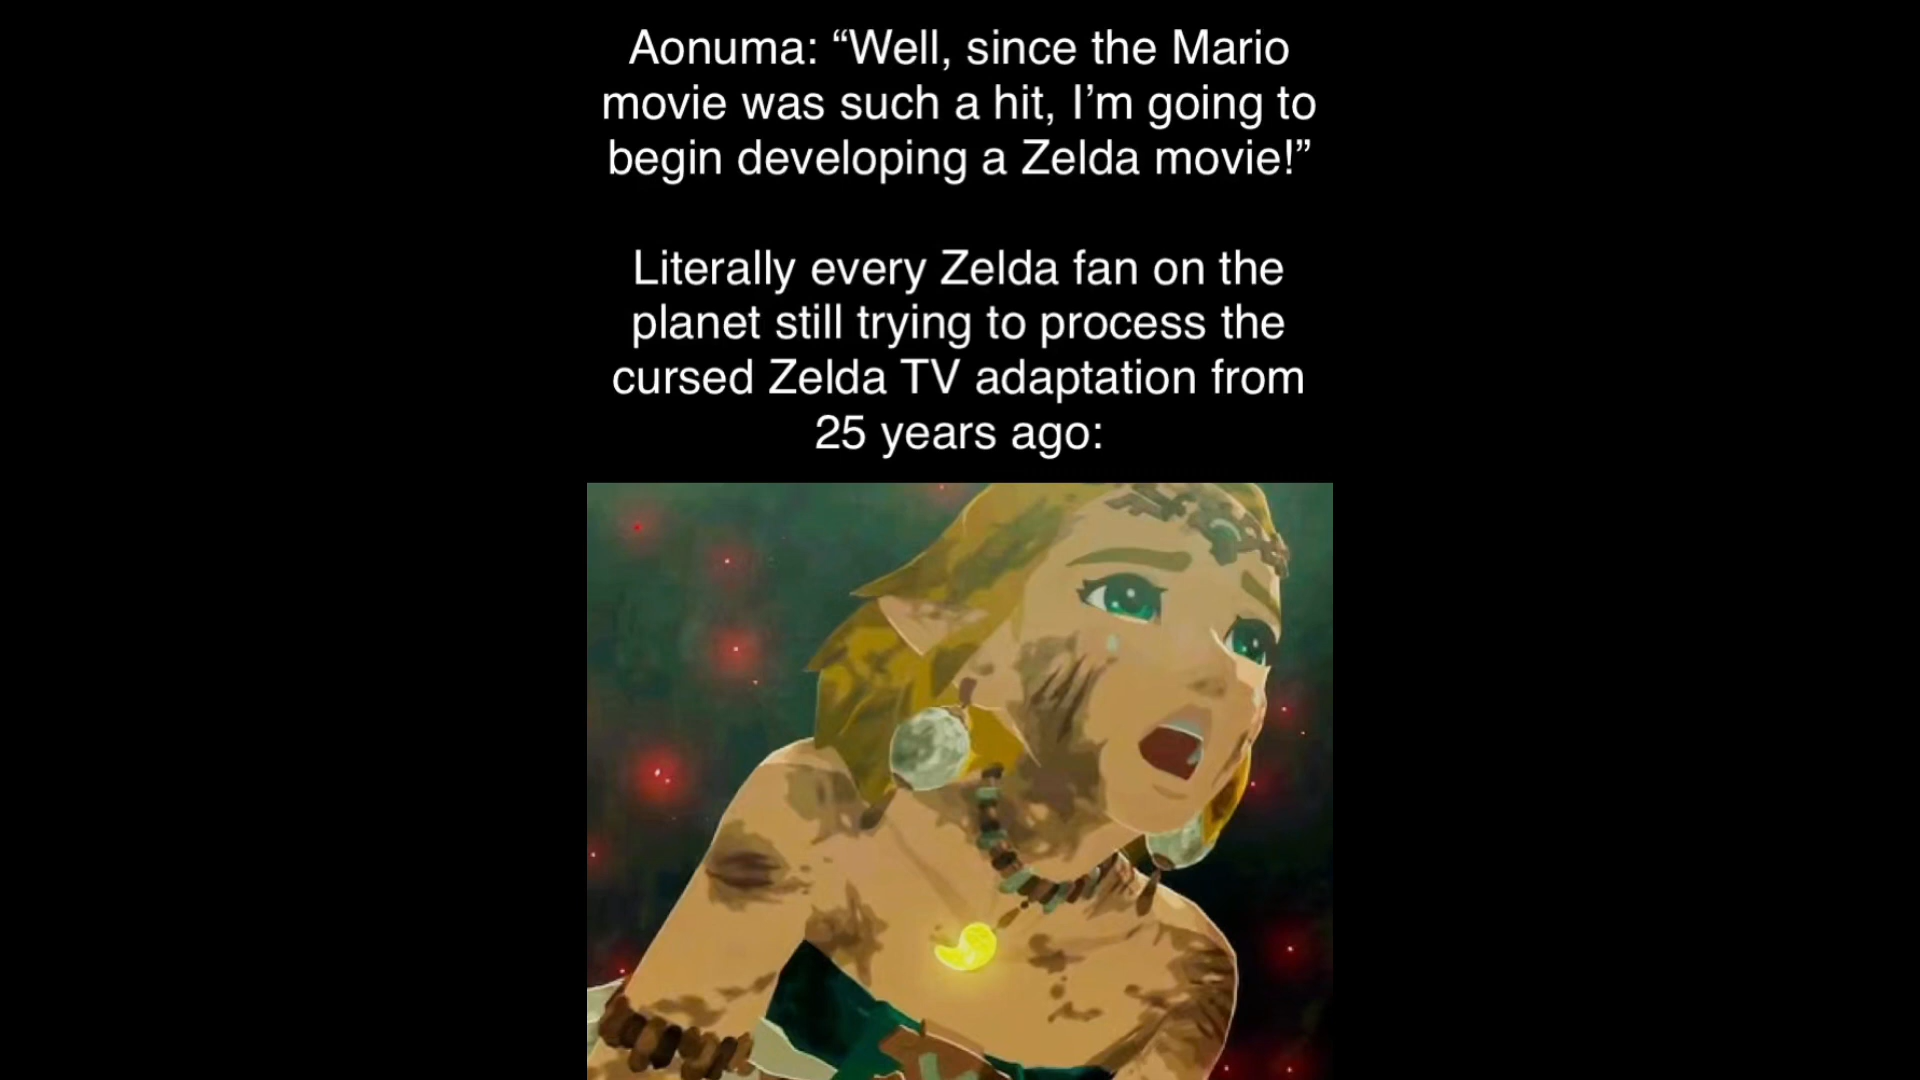 Aonuma: “Well, since the Mario
movie was such a hit, I’m going to
begin developing a Zelda movie!”
Literally every Zelda fan on the
planet still trying to process the
cursed Zelda TV adaptation from
25 years ago: